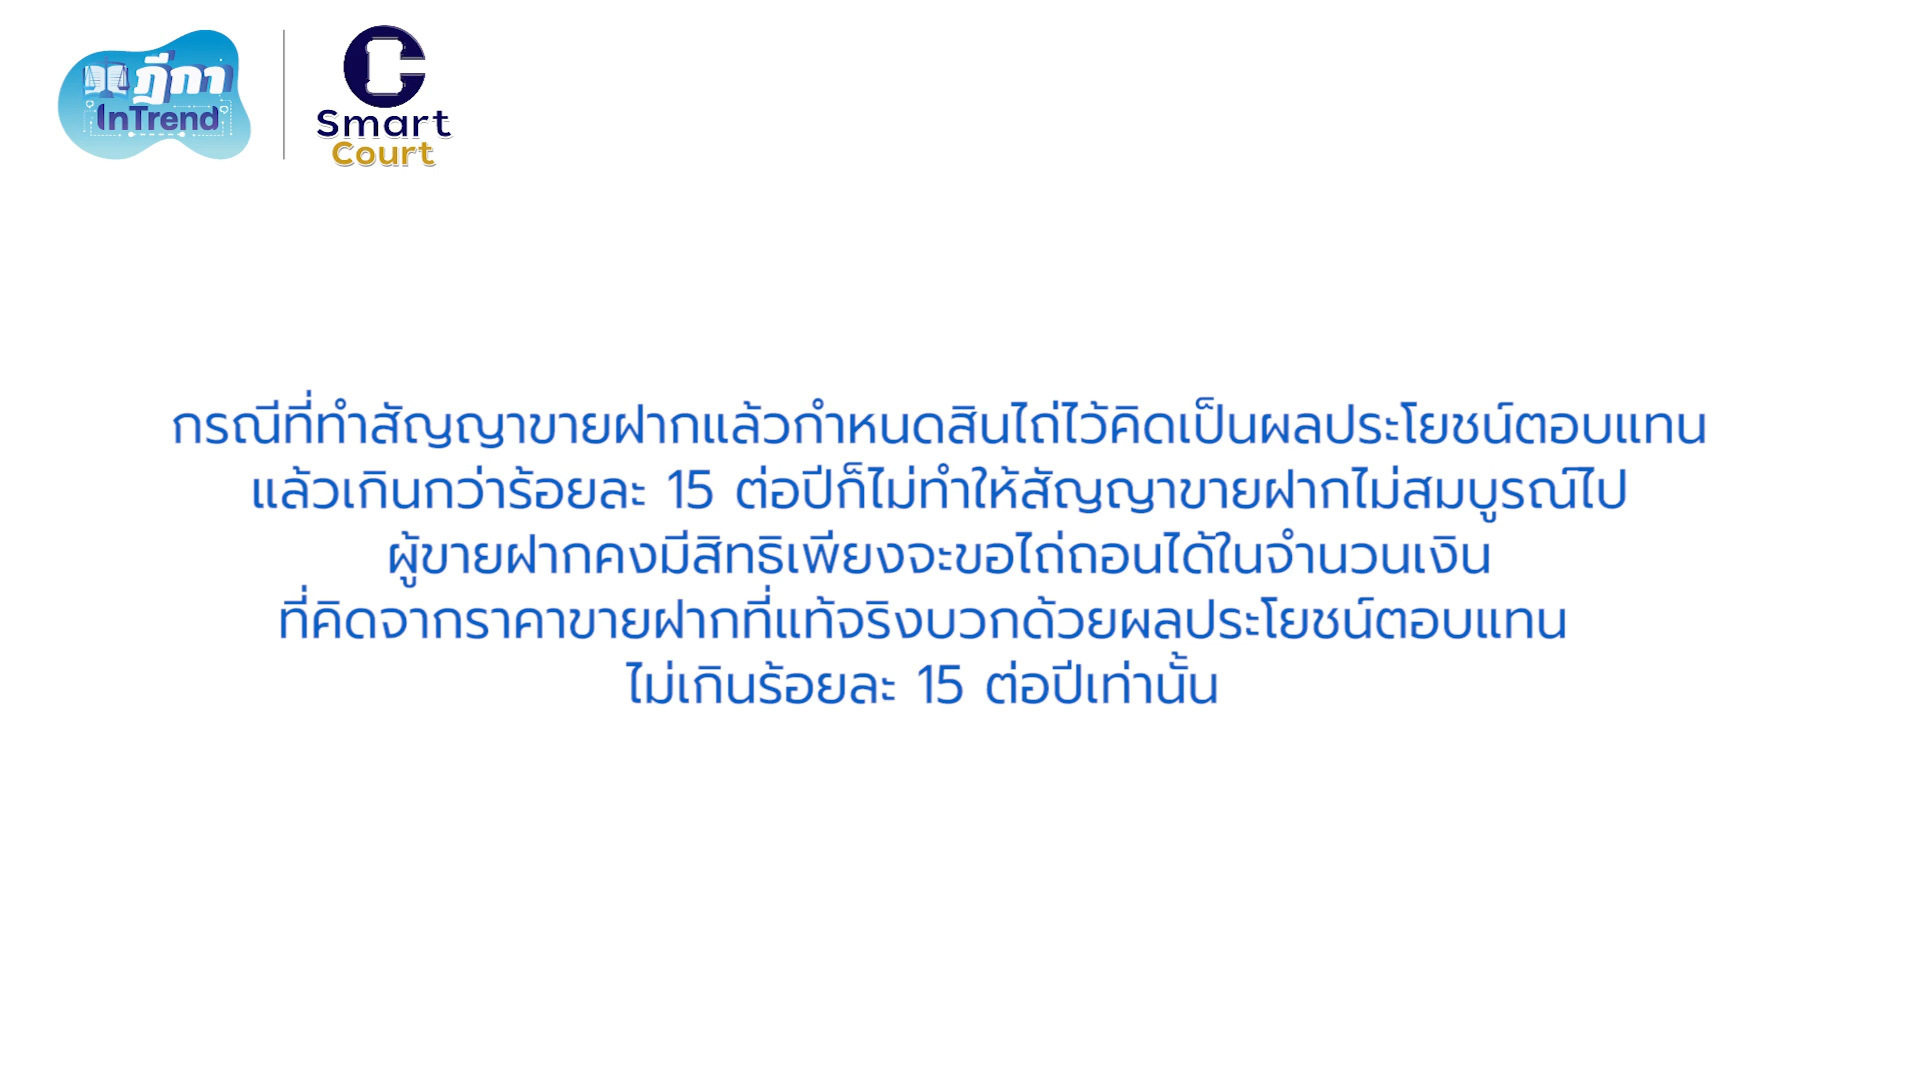 ฎีกา
InTrend
Smart
Court
กรณีที่ทำสัญญาขายฝากแล้วกำหนดสินไถ่ไว้คิดเป็นผลประโยชน์ตอบแทน
แล้วเกินกว่าร้อยละ 15 ต่อปีก็ไม่ทำให้สัญญาขายฝากไม่สมบูรณ์ไป
ผู้ขายฝากคงมีสิทธิเพียงจะขอไถ่ถอนได้ในจำนวนเงิน
ที่คิดจากราคาขายฝากที่แท้จริงบวกด้วยผลประโยชน์ตอบแทน
ไม่เกินร้อยละ 15 ต่อปีเท่านั้น